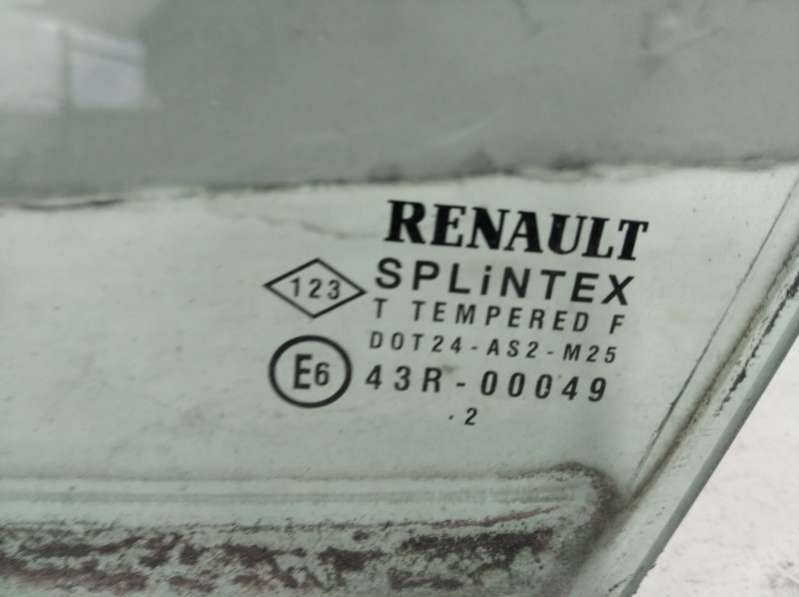 RENAULT
123 SPLiNTEX
T TEMPERED F
DOT24-AS2-M25
E6 43R-00049
.2